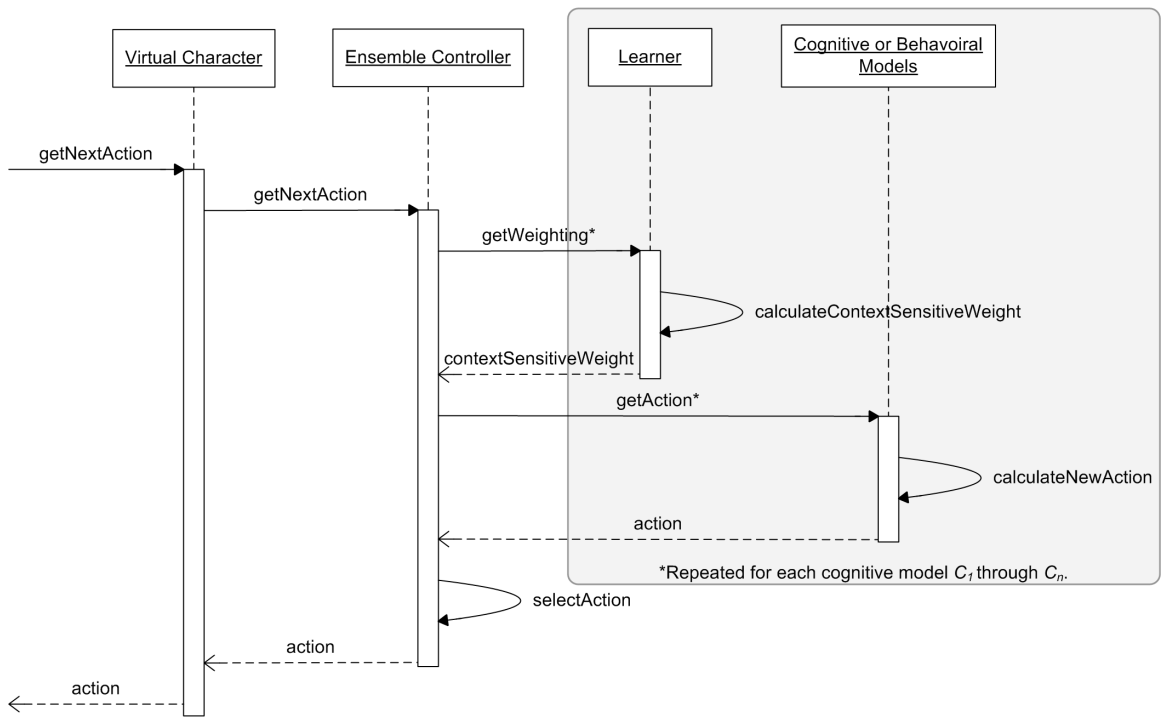 Virtual Character
Ensemble Controller
Learner
Cognitive or Behavoiral
Models
getNextAction
getNextAction
getWeighting*
calculateContextSensitiveWeight
contextSensitiveWeight
getAction*
calculateNewAction
action
*Repeated for each cognitive model C1 through Cn.
selectAction
action
action